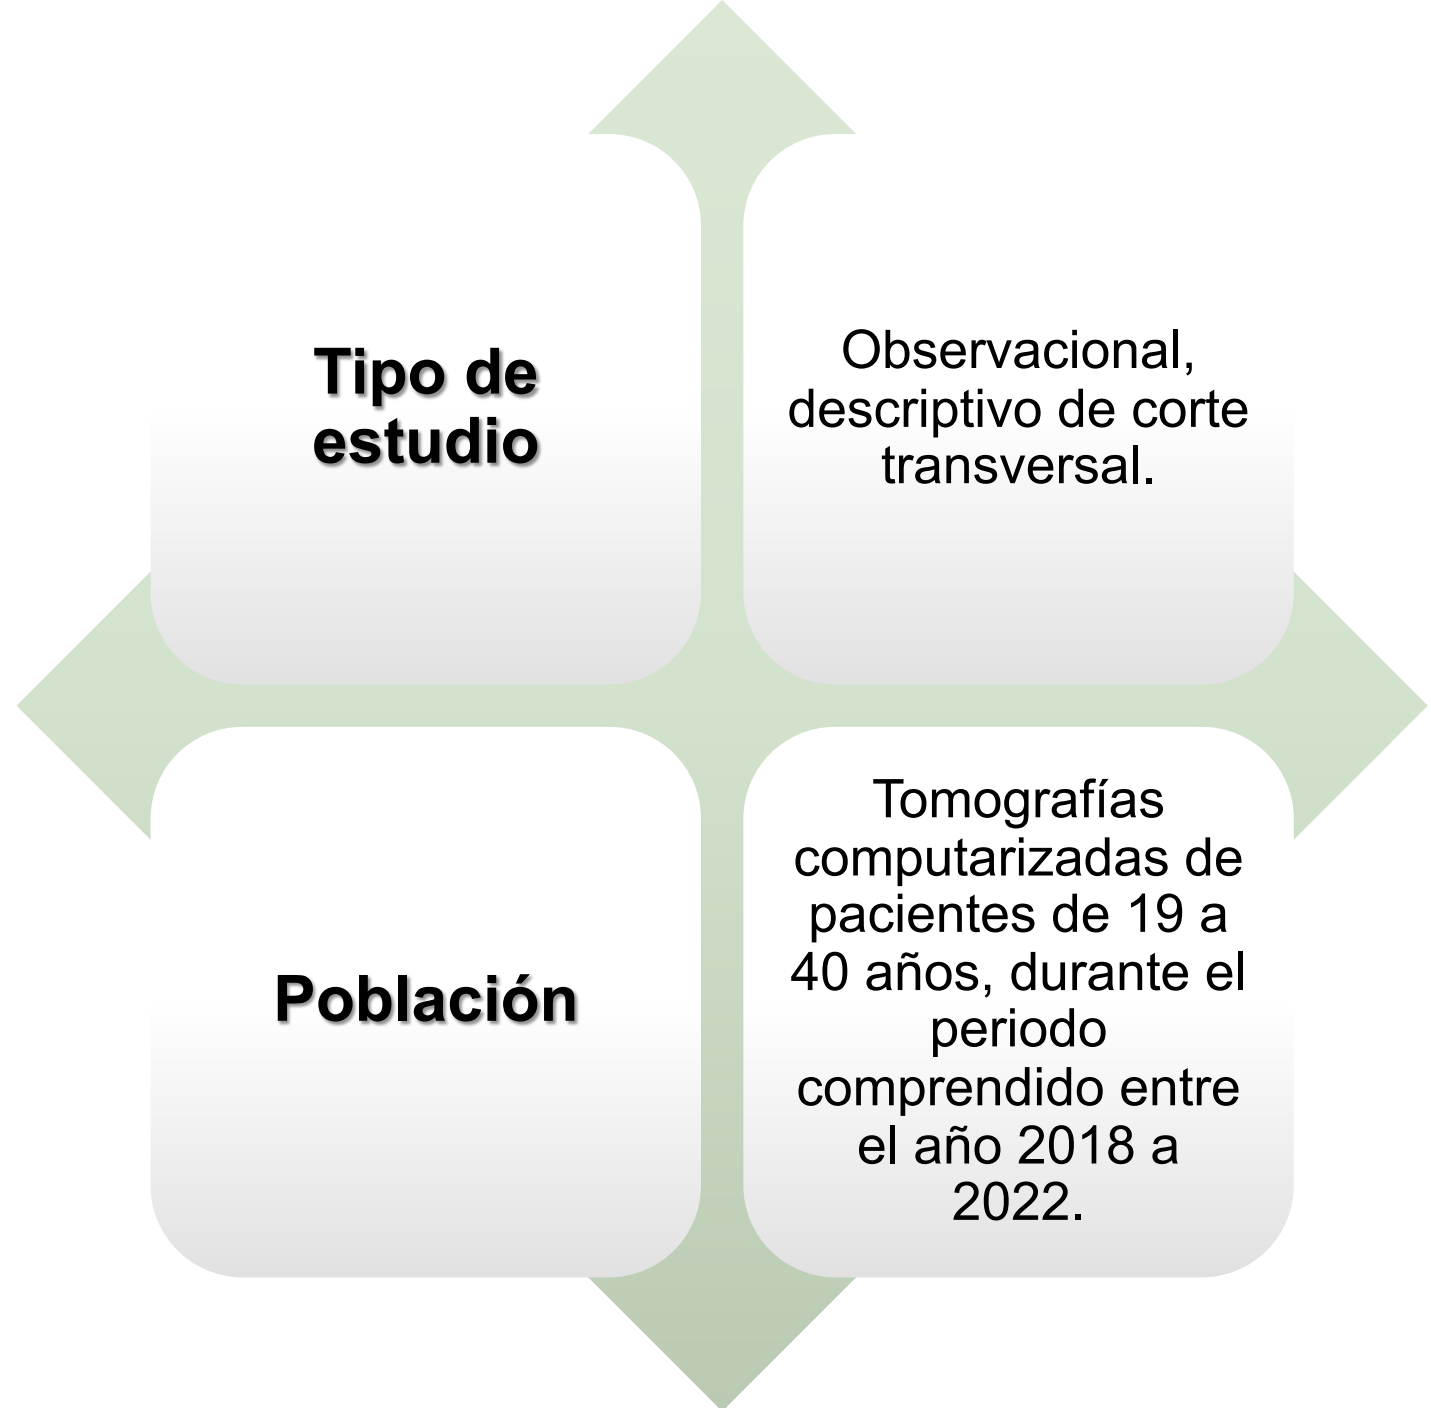 Tipo de
estudio
Observacional,
descriptivo de corte
transversal.
Población
Tomografías
computarizadas de
pacientes de 19 a
40 años, durante el
periodo
comprendido entre
el año 2018 a
2022.